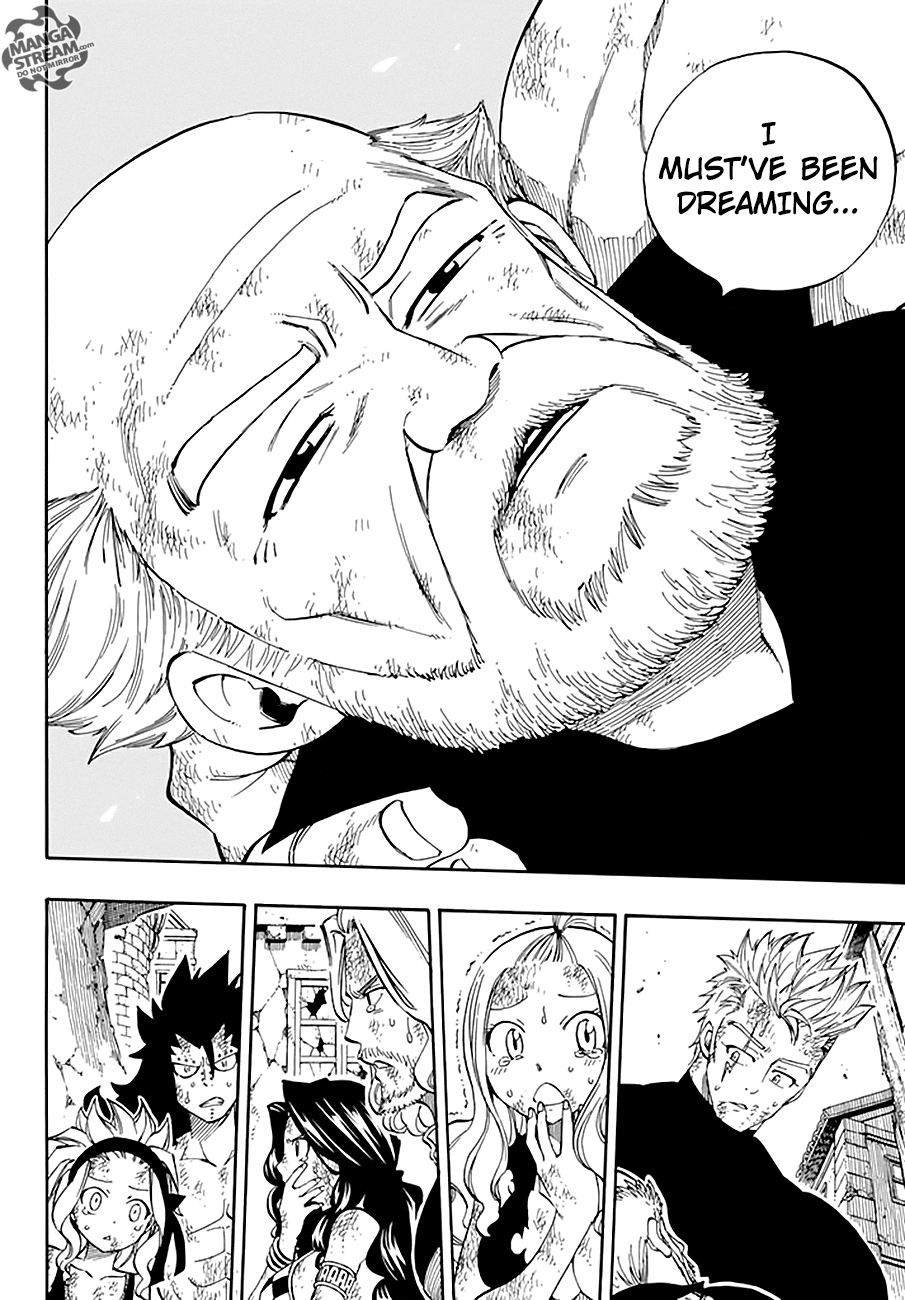 MANGA
STREAM.com
DO NOT MIRROR
I
MUST'VE BEEN
DREAMING...